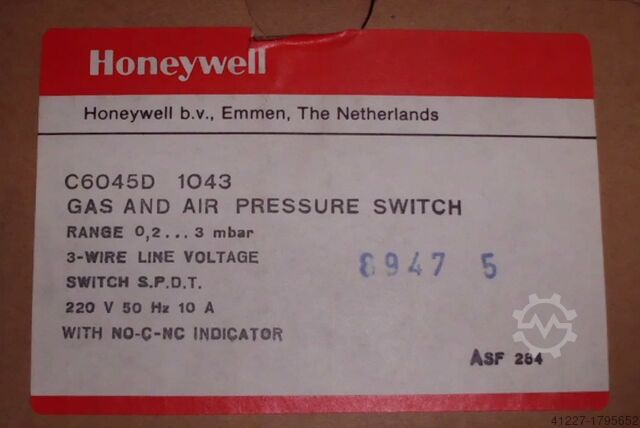 Honeywell
Honeywell b.v., Emmen, The Netherlands
C6045D 1043
GAS AND AIR PRESSURE SWITCH
RANGE 0,2... 3 mbar
3-WIRE LINE VOLTAGE
8947 5
SWITCH S.P.D.T.
220 V 50 Hz 10 A
WITH NO-C-NC INDICATOR
ASF 284
41227-1795652